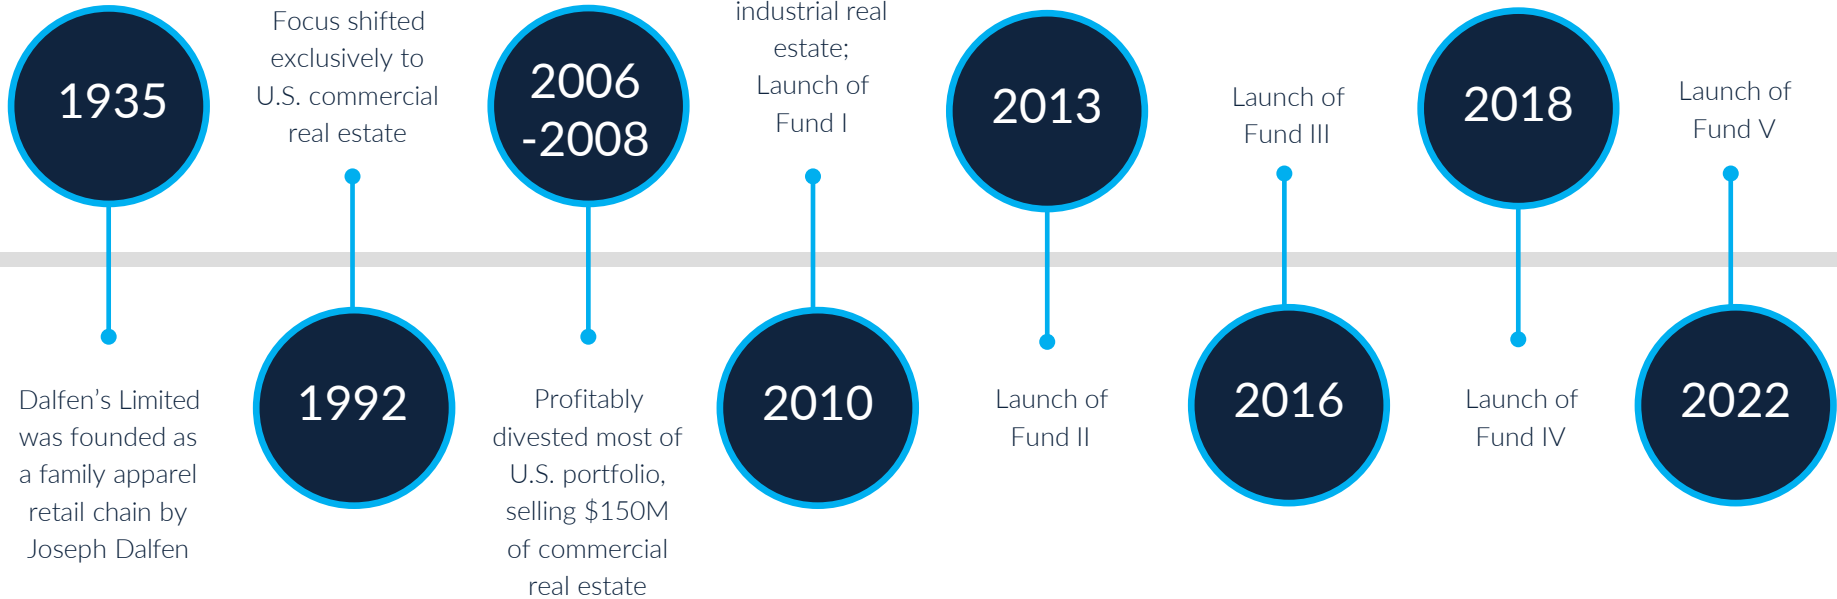 1935
Dalfen’s Limited
was founded as
a family apparel
retail chain by
Joseph Dalfen
Focus shifted
exclusively to
U.S. commercial
real estate
1992
2006
-2008
Profitably
divested most of
U.S. portfolio,
selling $150M
of commercial
real estate
industrial real
estate;
Launch of
Fund I
2010
2013
Launch of
Fund II
Launch of
Fund III
2016
2018
Launch of
Fund IV
Launch of
Fund V
2022